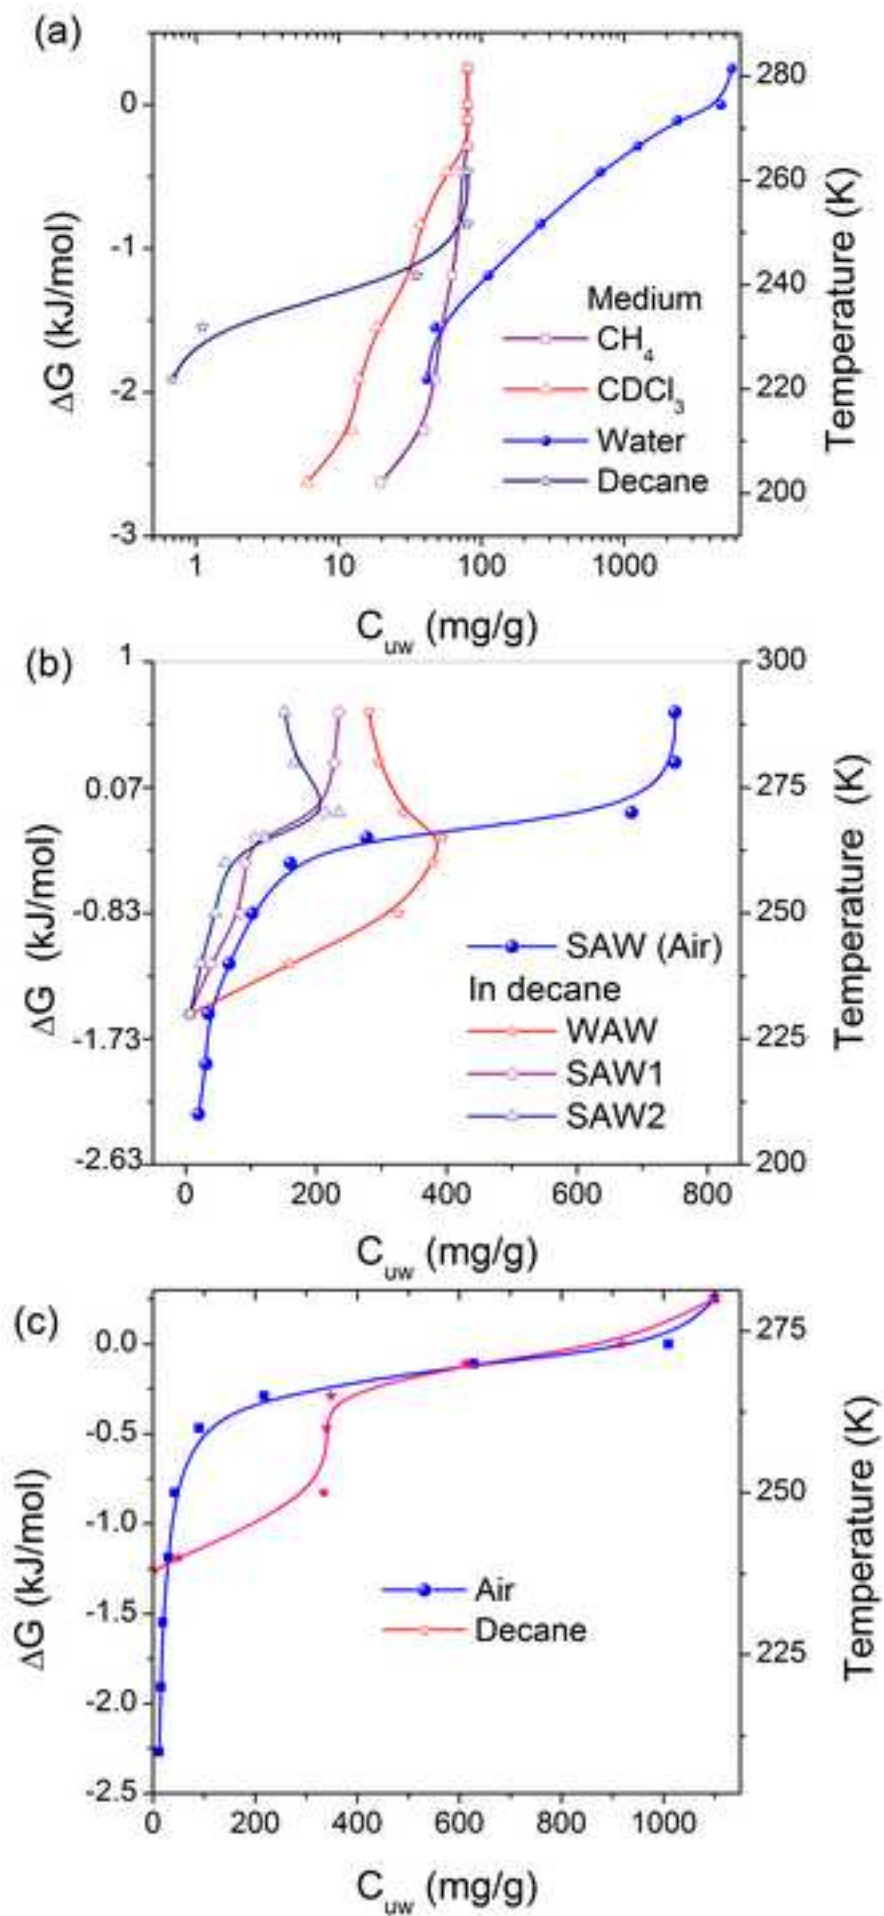 (a)
ΔG (kJ/mol)
0
-1
-2
-3
280
260
240
220
200
Temperature (K)
Medium
CH₄
CDCl₃
Water
Decane
1
10
100
1000
C_uw (mg/g)
(b)
ΔG (kJ/mol)
1
0.07
-0.83
-1.73
-2.63
300
275
250
225
200
Temperature (K)
SAW (Air)
In decane
WAW
SAW1
SAW2
0
200
400
600
800
C_uw (mg/g)
(c)
ΔG (kJ/mol)
0.0
-0.5
-1.0
-1.5
-2.0
-2.5
275
250
225
Temperature (K)
Air
Decane
0
200
400
600
800
1000
C_uw (mg/g)